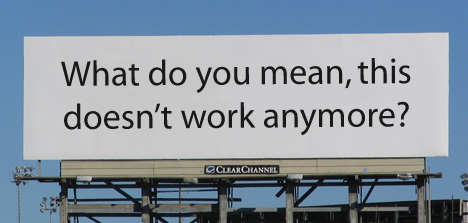 What do you mean, this
doesn't work anymore?
CLEARCHANNEL